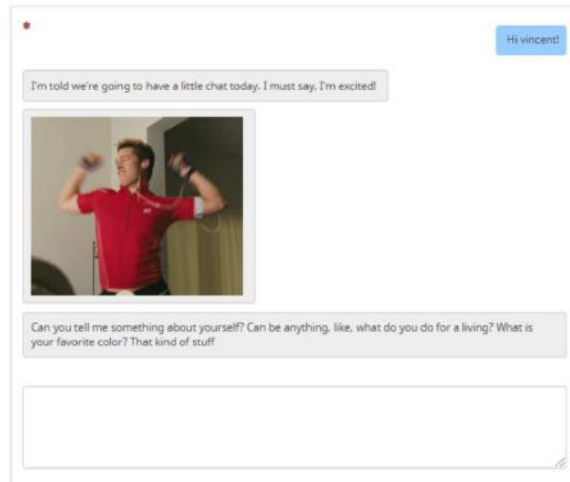 *
Hi vincent!
I'm told we're going to have a little chat today. I must say, I'm excited!
Can you tell me something about yourself? Can be anything, like, what do you do for a living? What is
your favorite color? That kind of stuff